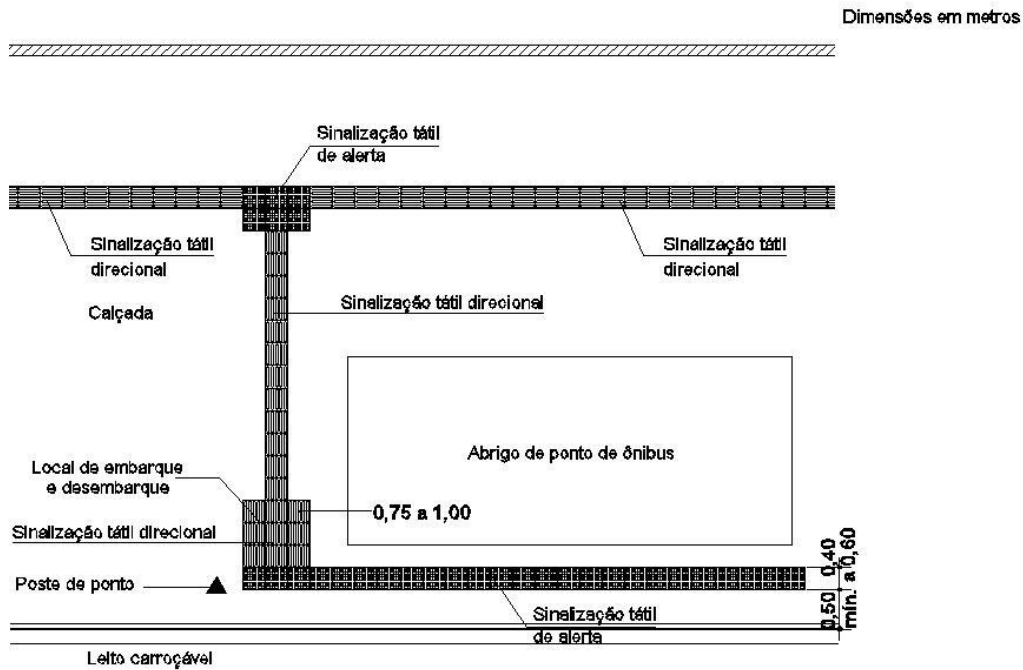 Dimensões em metros
Sinalização tátil
de alerta
Sinalização tátil
direcional
Sinalização tátil
direcional
Calçada
Sinalização tátil direcional
Abrigo de ponto de ônibus
Local de embarque
e desembarque
0,75 a 1,00
Sinalização tátil direcional
Poste de ponto
0,40
a 0,60
0,50
mín.
Sinalização tátil
de alerta
Leito carroçável